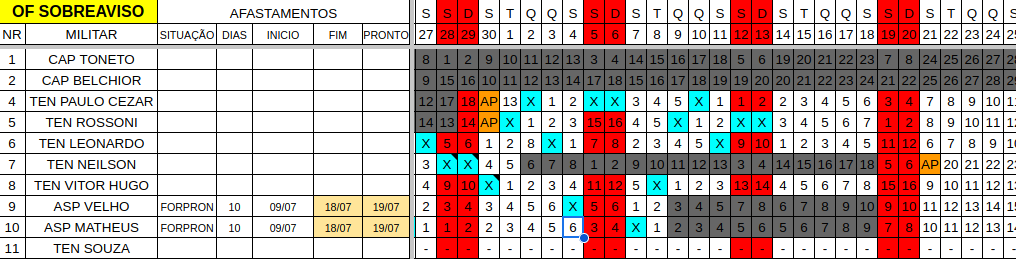 OF SOBREAVISO AFASTAMENTOS S S D S T Q Q S S D S T Q Q S S D S T Q Q S S D S T Q Q S
NR MILITAR SITUAÇÃO DIAS INICIO FIM PRONTO 27 28 29 30 1 2 3 4 5 6 7 8 9 10 11 12 13 14 15 16 17 18 19 20 21 22 23 24 25
1 CAP TONETO 8 1 2 9 10 11 12 13 3 4 14 15 16 17 18 5 6 19 20 21 22 23 7 8 24 25 26 27 28
2 CAP BELCHIOR 9 15 16 10 11 12 13 14 17 18 15 16 17 18 19 19 20 20 21 22 23 24 21 22 25 26 27 28 29
4 TEN PAULO CEZAR 12 17 18 AP 13 X 1 2 X X 3 4 5 X 1 1 2 2 3 4 5 6 3 4 7 8 9 10 11
5 TEN ROSSONI 14 13 14 AP X 1 2 3 15 16 4 5 X 1 2 X X 3 4 5 6 7 1 2 8 9 10 11 12
6 TEN LEONARDO X 5 6 1 2 8 X 1 7 8 2 3 4 5 X 9 10 1 2 3 4 5 11 12 6 7 8 9 10
7 TEN NEILSON 3 X X 4 5 6 7 8 1 2 9 10 11 12 13 3 4 14 15 16 17 18 5 6 AP 20 21 22 23
8 TEN VITOR HUGO 4 9 10 X 1 2 3 4 11 12 5 X 1 2 3 13 14 4 5 6 7 8 15 16 9 10 11 12 13
9 ASP VELHO FORPRON 10 09/07 18/07 19/07 2 3 4 3 4 5 6 X 5 6 1 2 3 4 5 7 8 6 7 8 9 10 9 10 11 12 13 14 15
10 ASP MATHEUS FORPRON 10 09/07 18/07 19/07 1 1 2 2 3 4 5 6 3 4 X 1 2 3 4 5 6 5 6 7 8 9 7 8 10 11 12 13 14
11 TEN SOUZA - - - - - - - - - - - - - - - - - - - - - - - - - - - - -